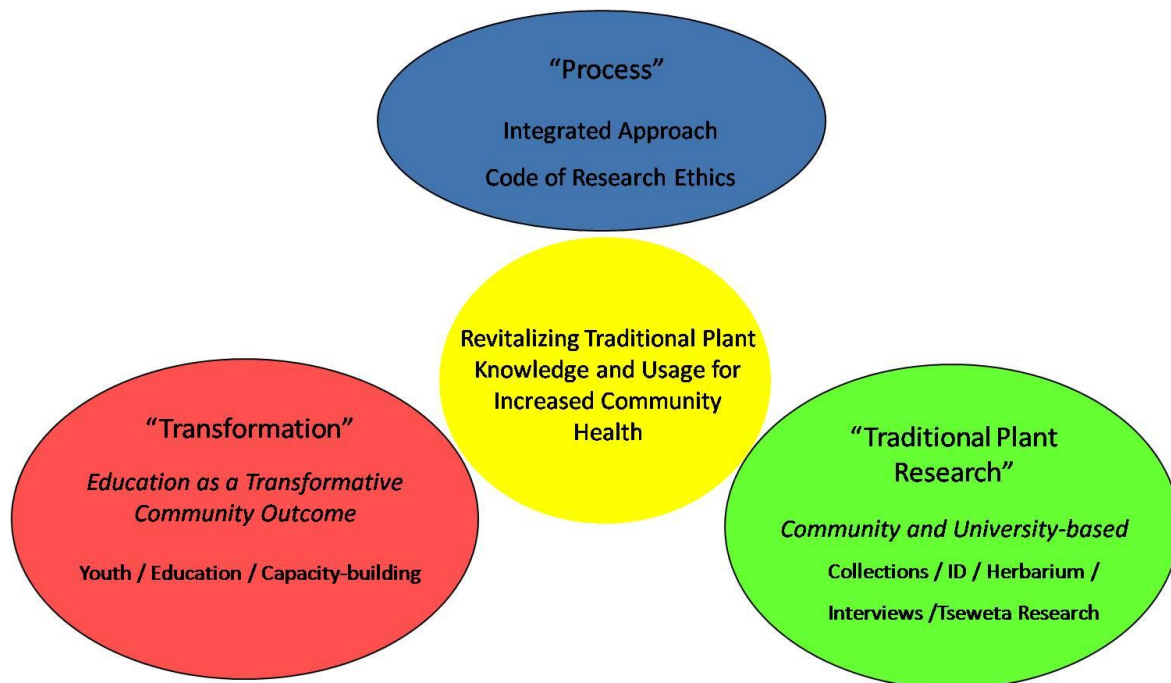 “Process”
Integrated Approach
Code of Research Ethics
Revitalizing Traditional Plant
Knowledge and Usage for
Increased Community
Health
“Transformation”
Education as a Transformative
Community Outcome
Youth / Education / Capacity-building
“Traditional Plant
Research”
Community and University-based
Collections / ID / Herbarium /
Interviews /Tseweta Research